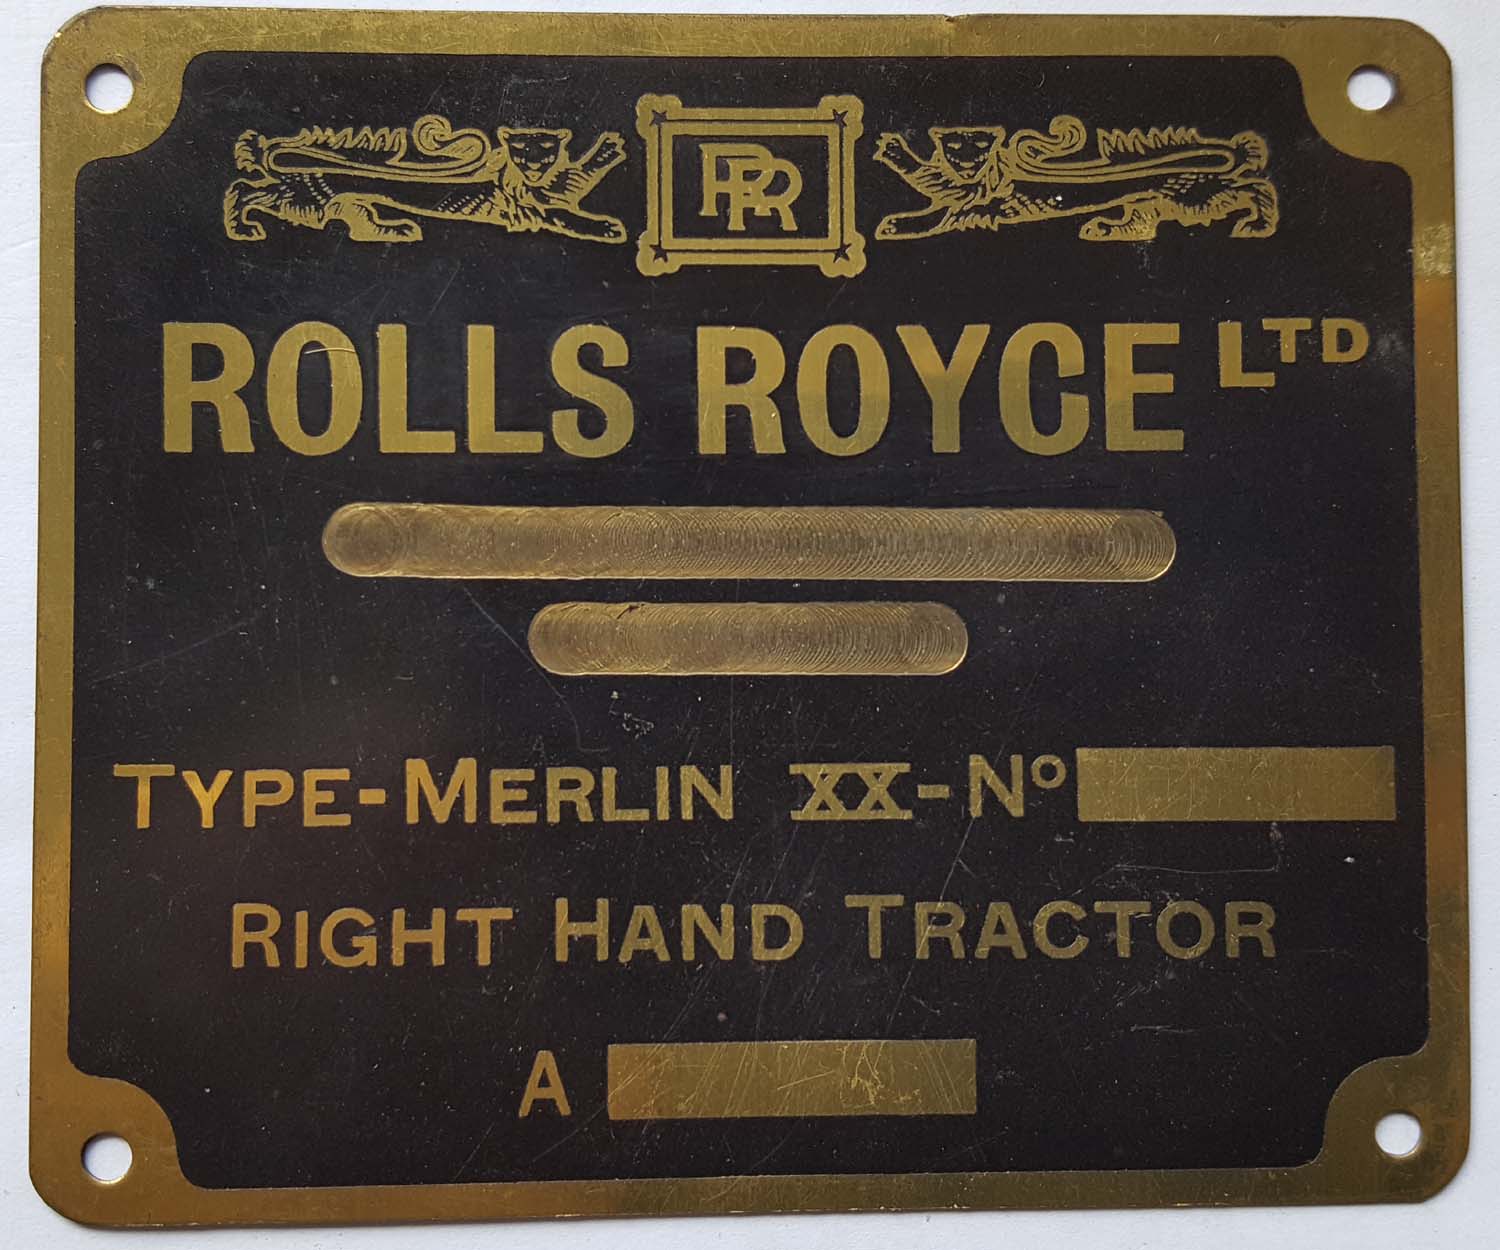 RR
ROLLS ROYCE LTD
TYPE-MERLIN XX-Nº
RIGHT HAND TRACTOR
A